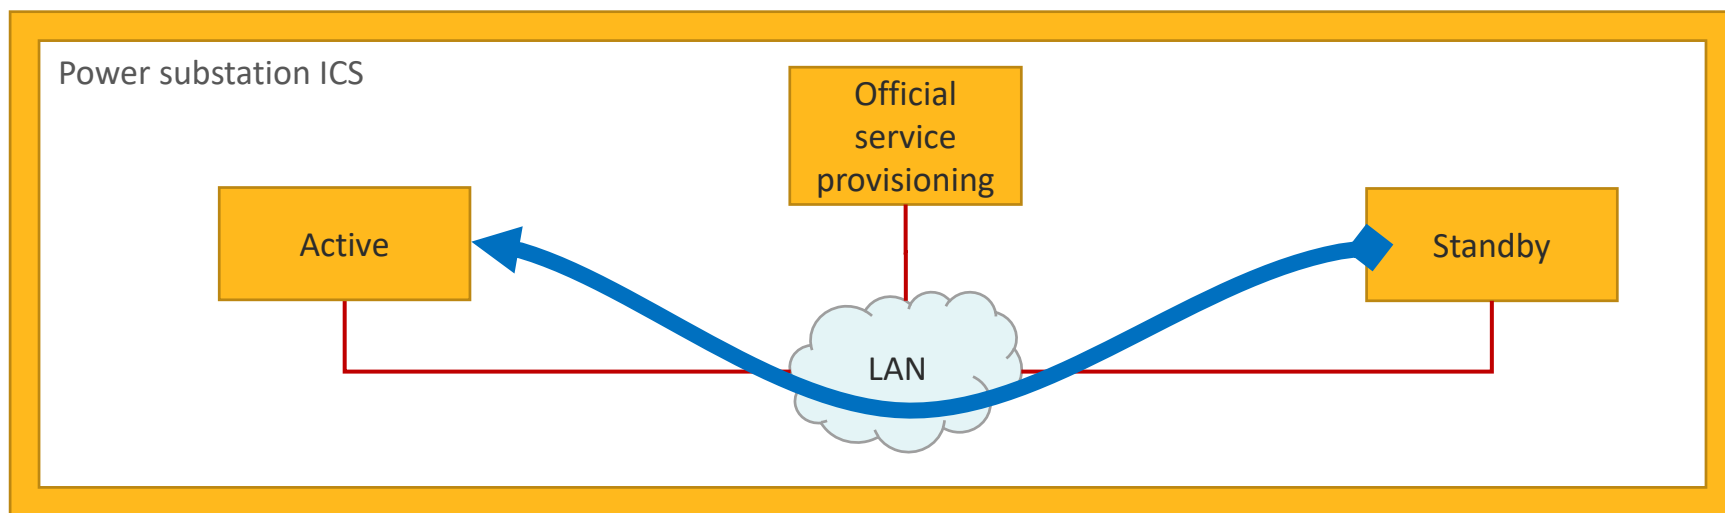 Power substation ICS
Official
service
provisioning
Active
Standby
LAN